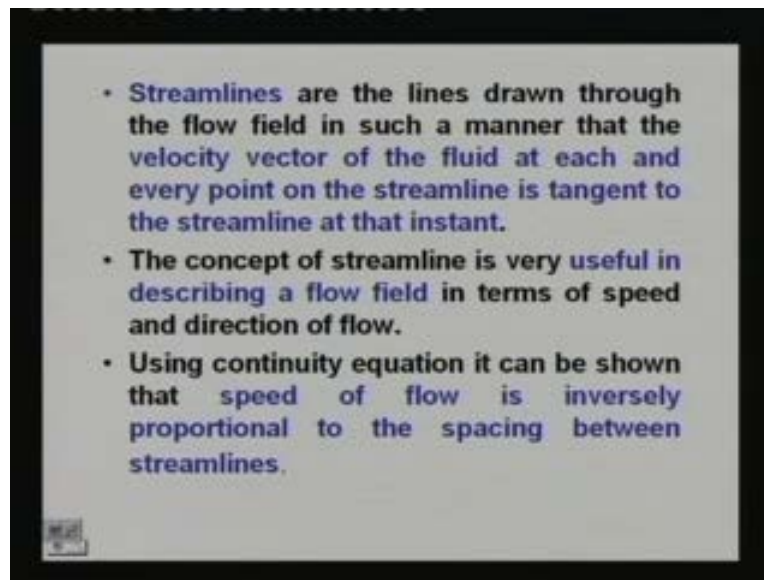 • Streamlines are the lines drawn through
the flow field in such a manner that the
velocity vector of the fluid at each and
every point on the streamline is tangent to
the streamline at that instant.
• The concept of streamline is very useful in
describing a flow field in terms of speed
and direction of flow.
• Using continuity equation it can be shown
that speed of flow is inversely
proportional to the spacing between
streamlines.